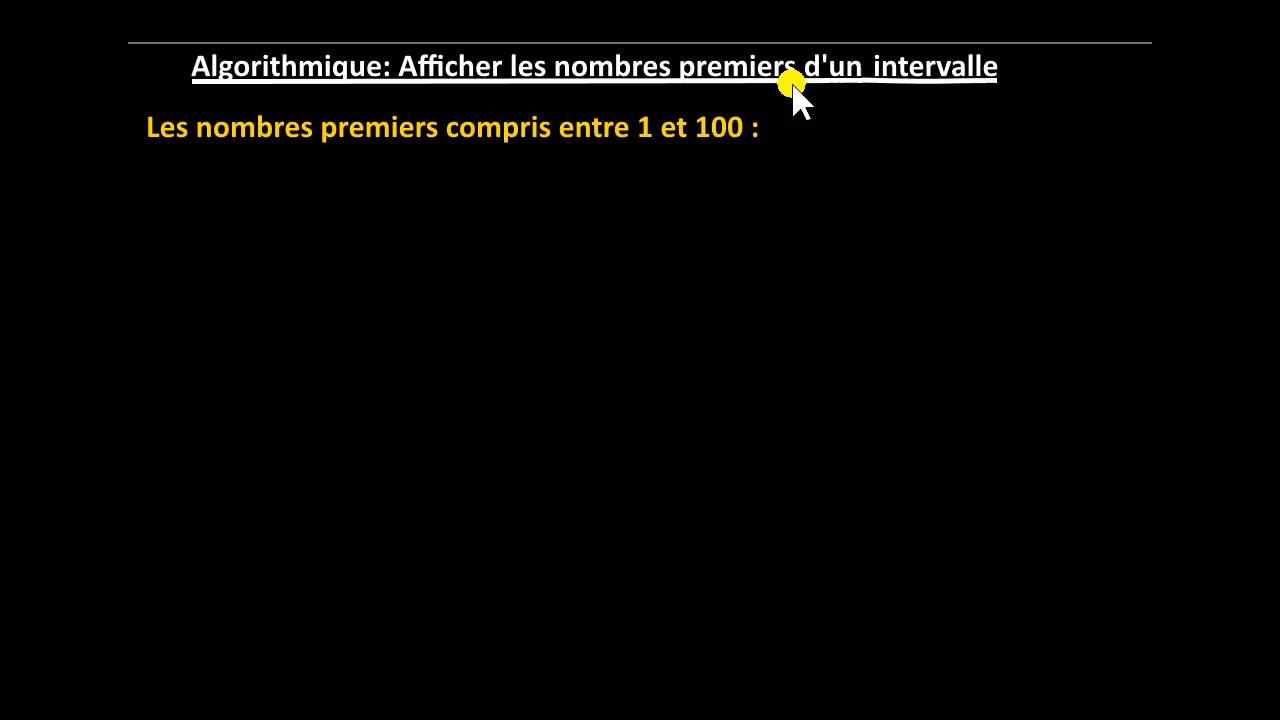 Algorithmique: Afficher les nombres premiers d'un intervalle
Les nombres premiers compris entre 1 et 100 :